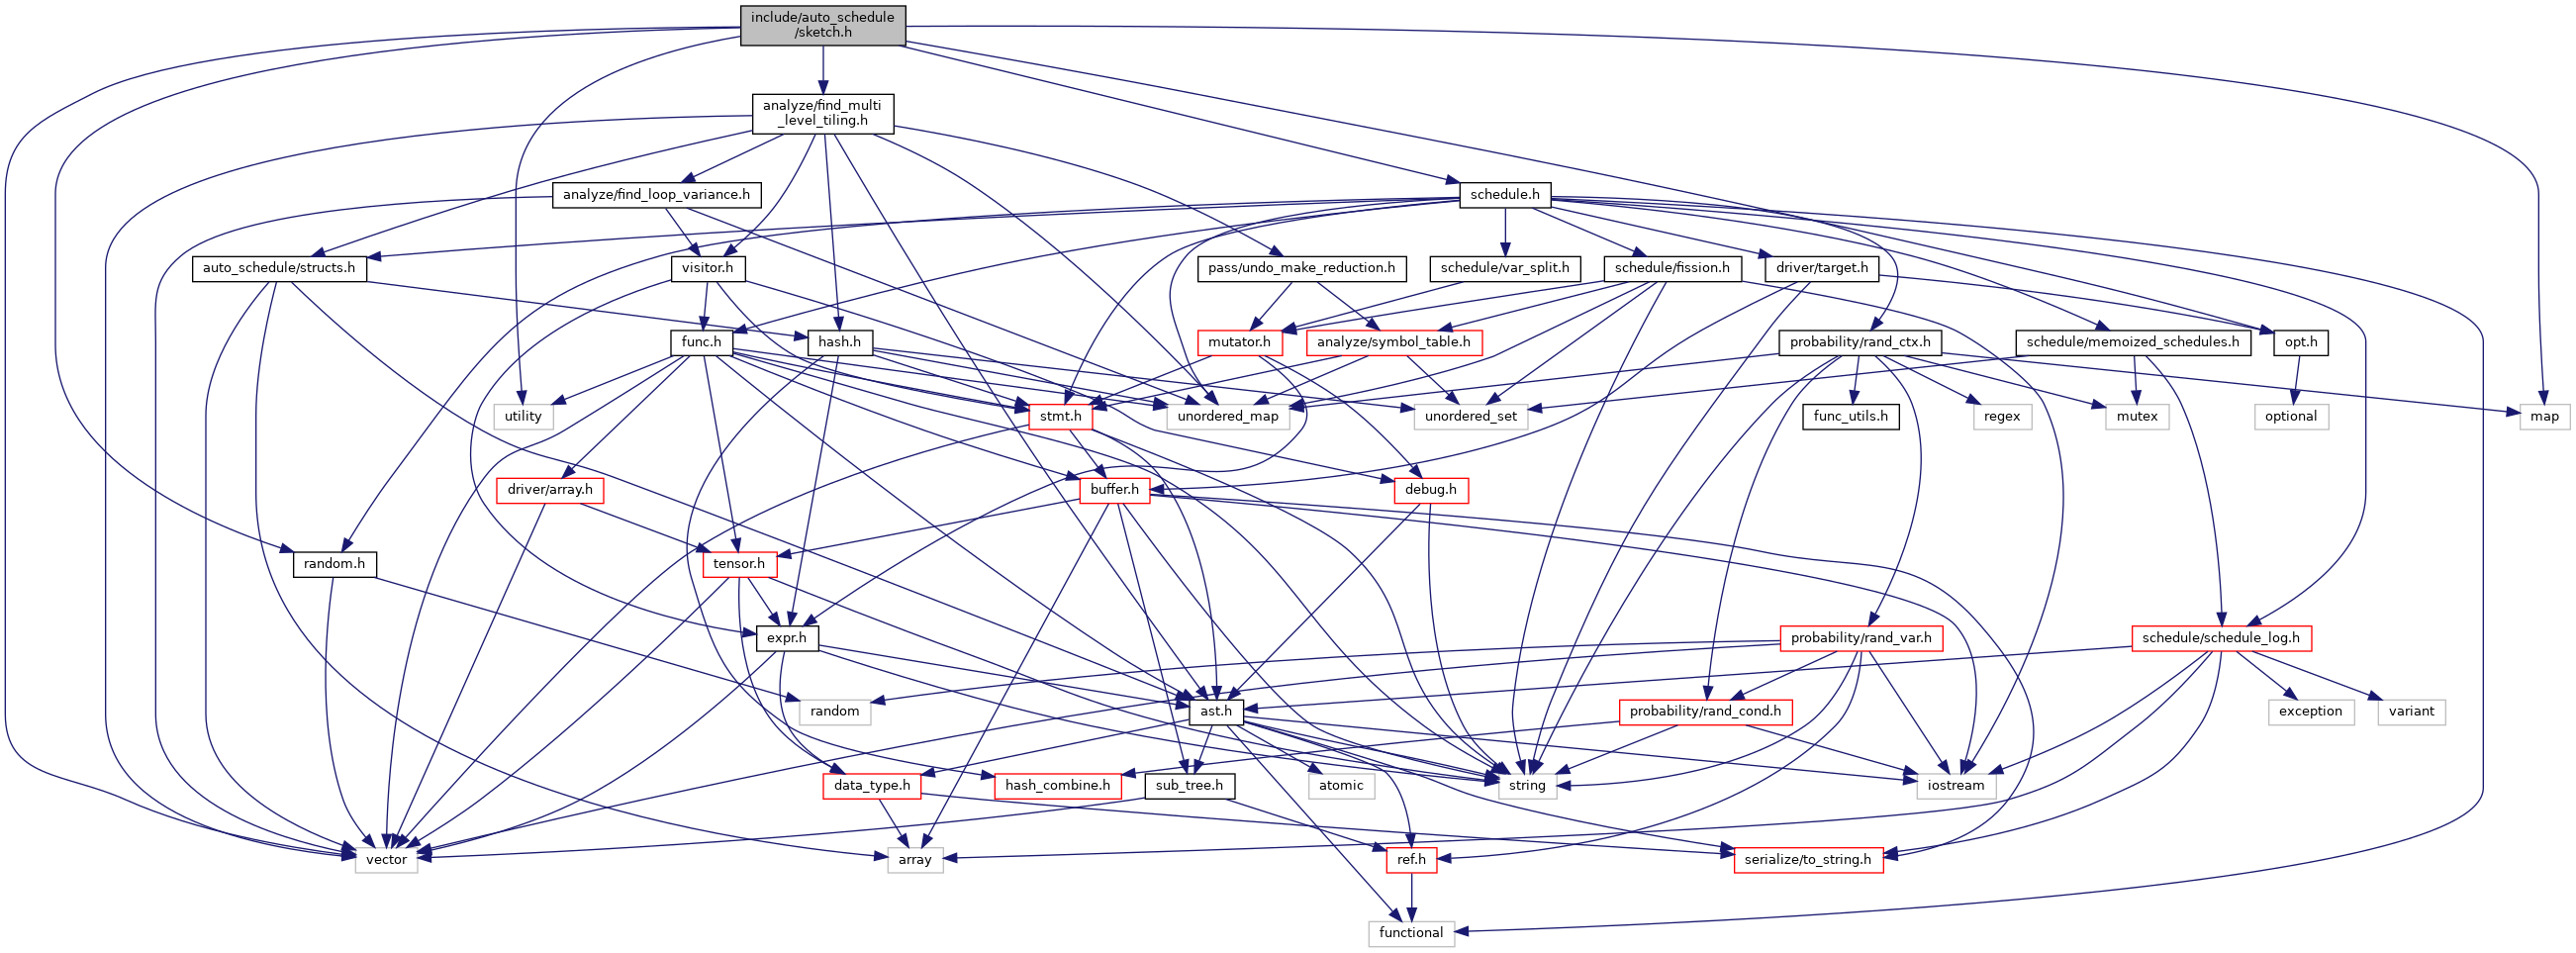 include/auto_schedule
/sketch.h
analyze/find_multi
_level_tiling.h
analyze/find_loop_variance.h
schedule.h
auto_schedule/structs.h
visitor.h
pass/undo_make_reduction.h
schedule/var_split.h
schedule/fission.h
driver/target.h
func.h
hash.h
mutator.h
analyze/symbol_table.h
probability/rand_ctx.h
schedule/memoized_schedules.h
opt.h
utility
stmt.h
unordered_map
unordered_set
func_utils.h
regex
mutex
optional
map
driver/array.h
buffer.h
debug.h
random.h
tensor.h
expr.h
probability/rand_var.h
schedule/schedule_log.h
random
ast.h
probability/rand_cond.h
exception
variant
data_type.h
hash_combine.h
sub_tree.h
atomic
string
iostream
vector
array
ref.h
serialize/to_string.h
functional